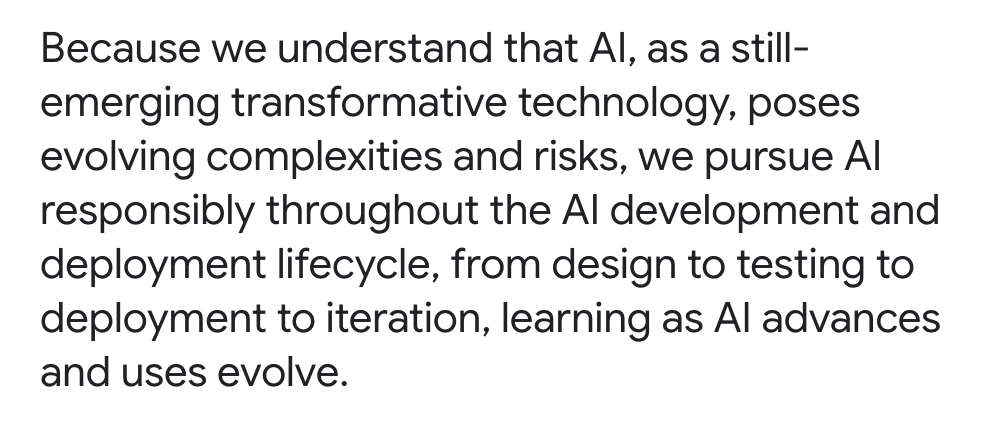 Because we understand that AI, as a still-
emerging transformative technology, poses
evolving complexities and risks, we pursue AI
responsibly throughout the AI development and
deployment lifecycle, from design to testing to
deployment to iteration, learning as AI advances
and uses evolve.